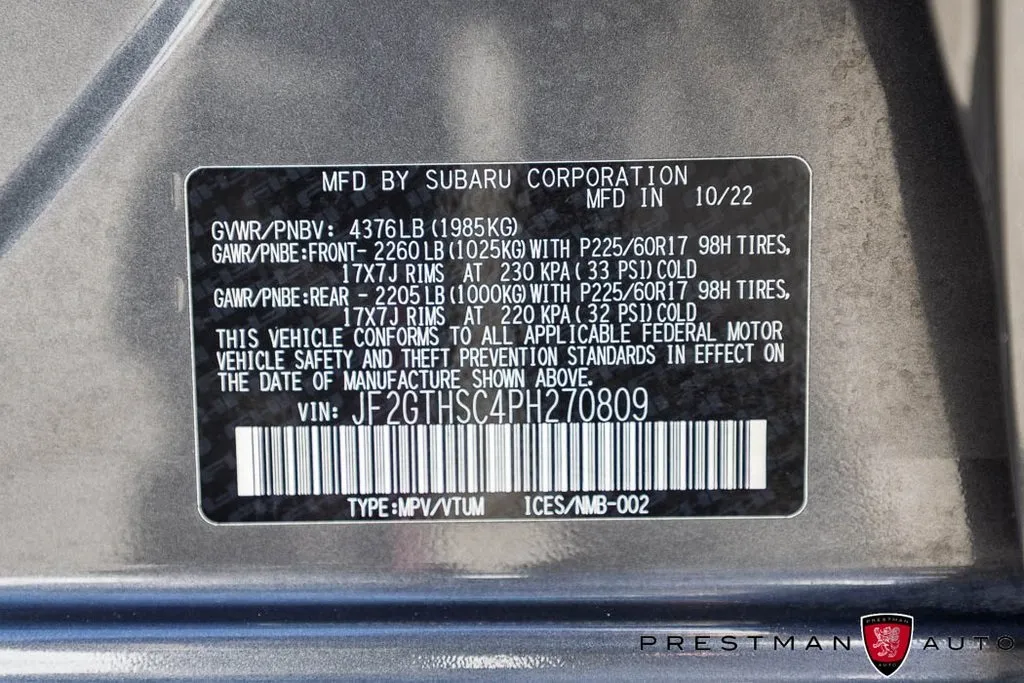 MFD BY SUBARU CORPORATION
MFD IN 10/22
GVWR/PNBV: 4376LB(1985KG)
GAWR/PNBE:FRONT- 2260LB(1025KG)WITH P225/60R17 98H TIRES,
17X7J RIMS AT 230 KPA( 33 PSI)COLD
GAWR/PNBE:REAR - 2205LB(1000KG)WITH P225/60R17 98H TIRES,
17X7J RIMS AT 220 KPA( 32 PSI)COLD
THIS VEHICLE CONFORMS TO ALL APPLICABLE FEDERAL MOTOR
VEHICLE SAFETY AND THEFT PREVENTION STANDARDS IN EFFECT ON
THE DATE OF MANUFACTURE SHOWN ABOVE.
VIN: JF2GTHSC4PH270809
TYPE:MPV/VTUM ICES/NMB-002
PRESTMAN AUTO
PRESTMAN
AUTO